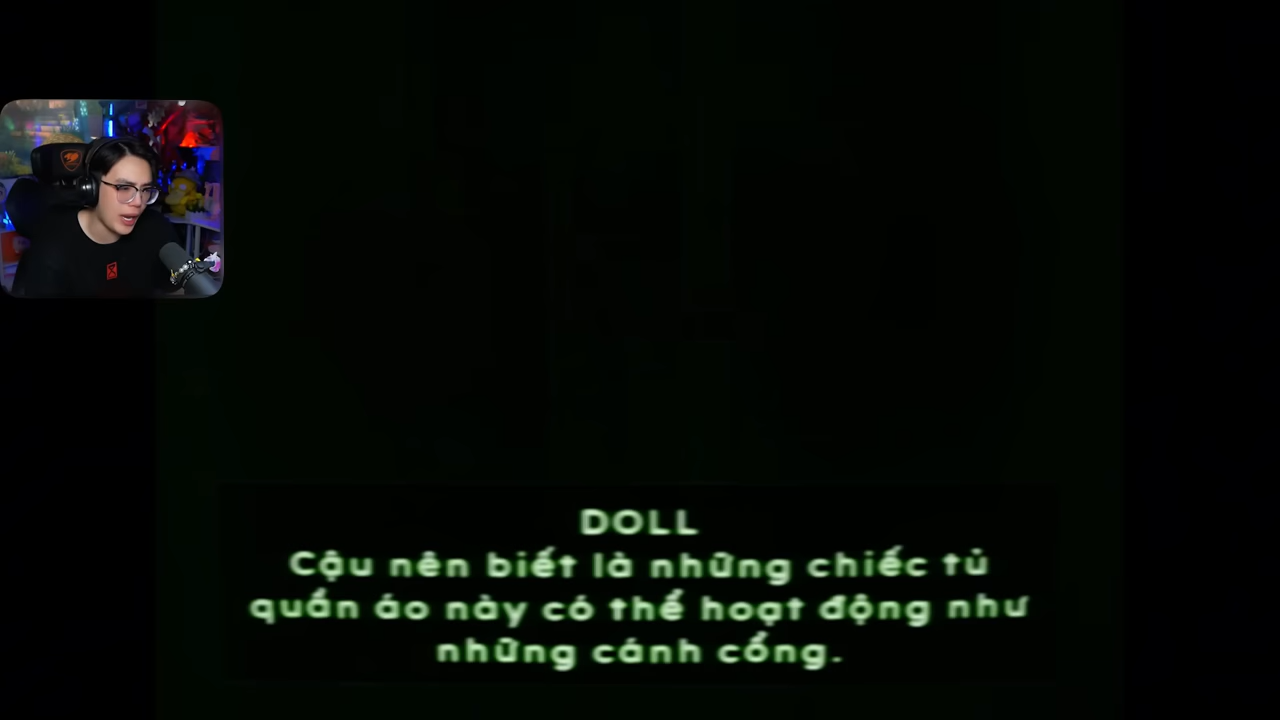 DOLL
Cậu nên biết là những chiếc tủ
quần áo này có thể hoạt động như
những cánh cổng.